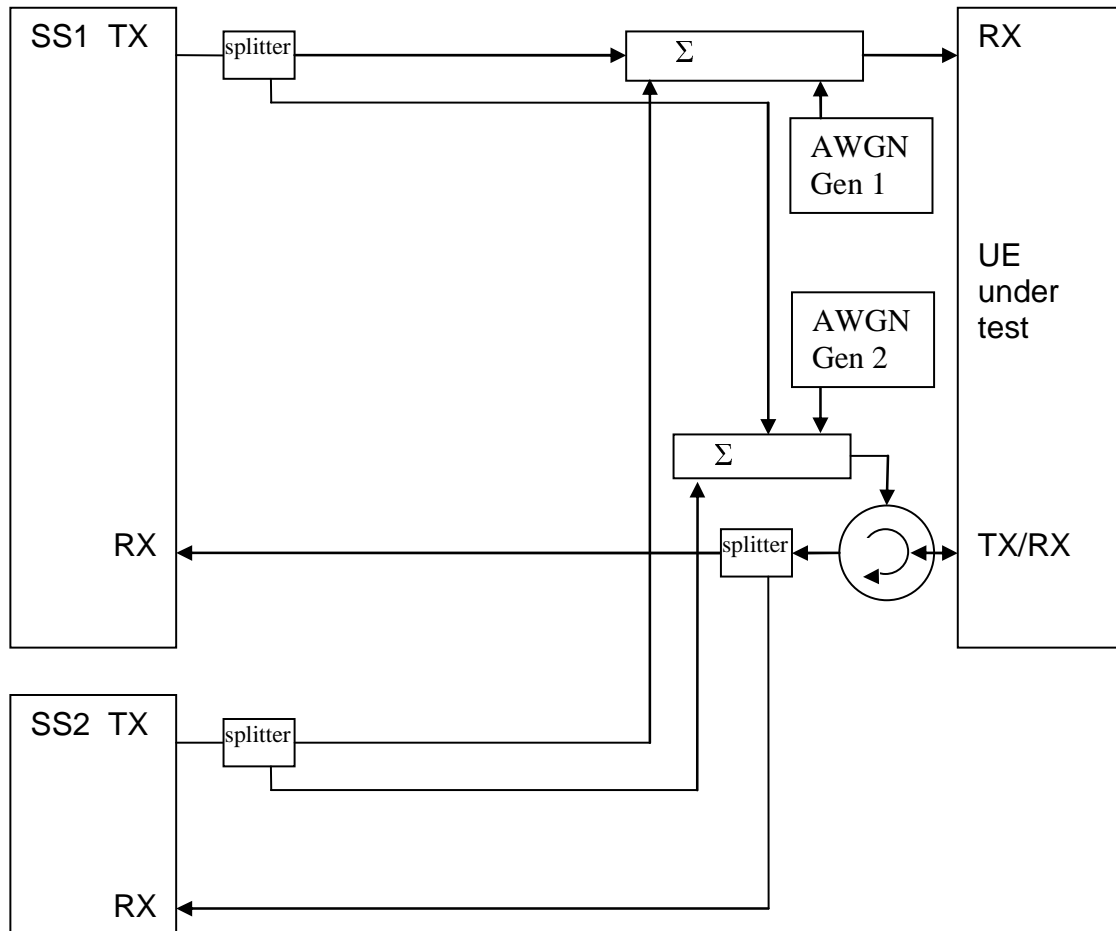 SS1 TX
splitter
Σ
RX
AWGN
Gen 1
UE
under
test
AWGN
Gen 2
Σ
RX
splitter
TX/RX
SS2 TX
splitter
RX